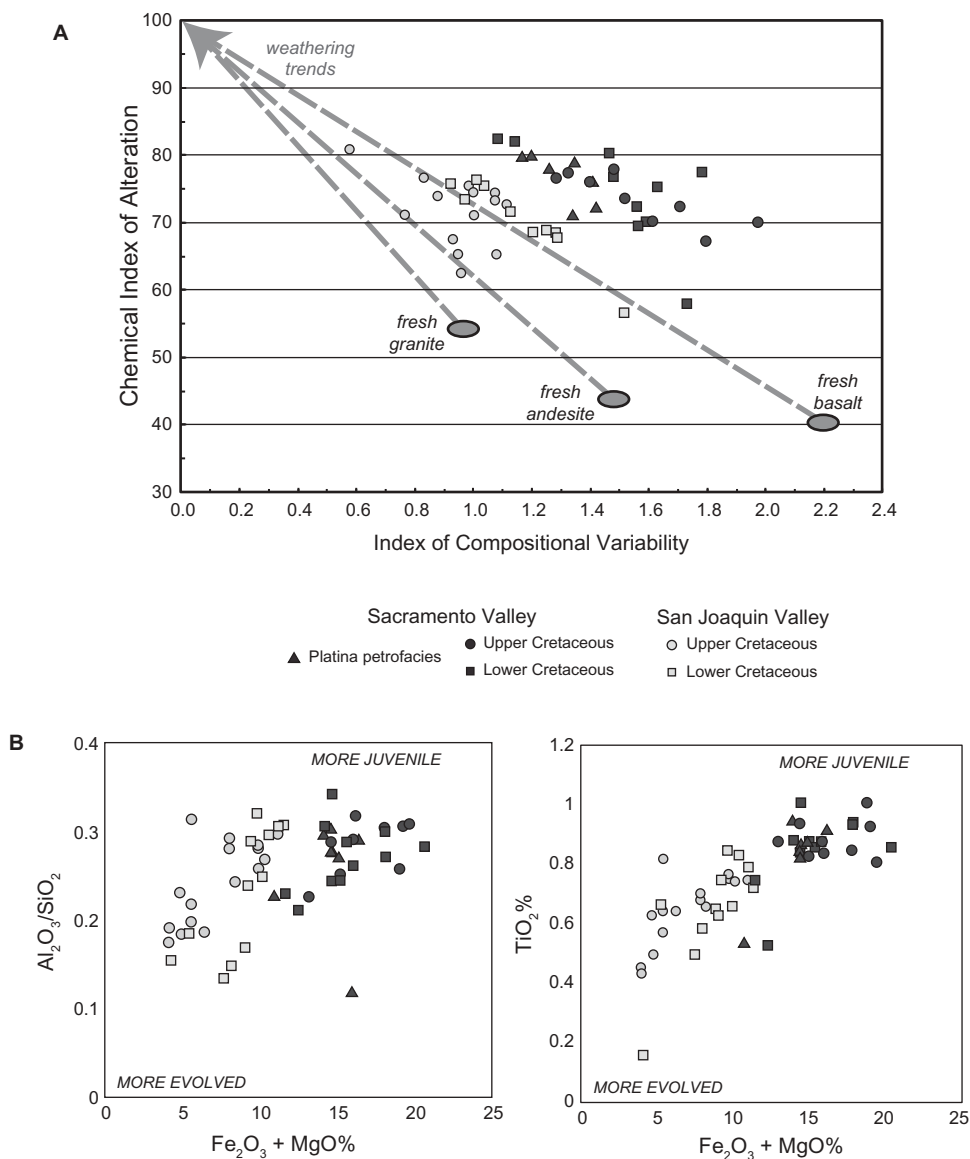 A
Chemical Index of Alteration
100
90
80
70
60
50
40
30
weathering
trends
fresh
granite
fresh
andesite
fresh
basalt
0.0 0.2 0.4 0.6 0.8 1.0 1.2 1.4 1.6 1.8 2.0 2.2 2.4
Index of Compositional Variability
Sacramento Valley San Joaquin Valley
Platina petrofacies Upper Cretaceous Upper Cretaceous
Lower Cretaceous Lower Cretaceous
B
Al₂O₃/SiO₂
0.4
0.3
0.2
0.1
0
MORE JUVENILE
MORE EVOLVED
0 5 10 15 20 25
Fe₂O₃ + MgO%
TiO₂%
1.2
1
0.8
0.6
0.4
0.2
0
MORE JUVENILE
MORE EVOLVED
0 5 10 15 20 25
Fe₂O₃ + MgO%